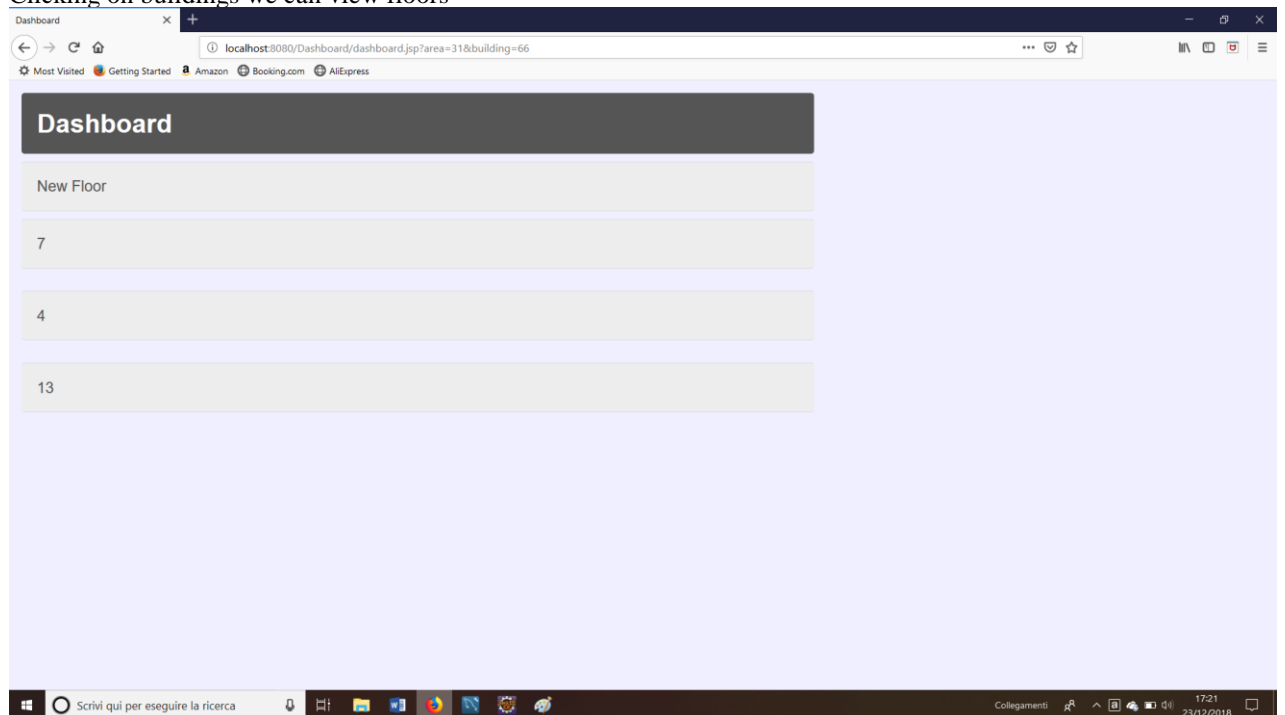 Clicking on buildings we can view floors
Dashboard
localhost:8080/Dashboard/dashboard.jsp?area=31&building=66
Most Visited Getting Started Amazon Booking.com AliExpress
Dashboard
New Floor
7
4
13
Scrivi qui per eseguire la ricerca
Collegamenti
17:21
23/12/2018